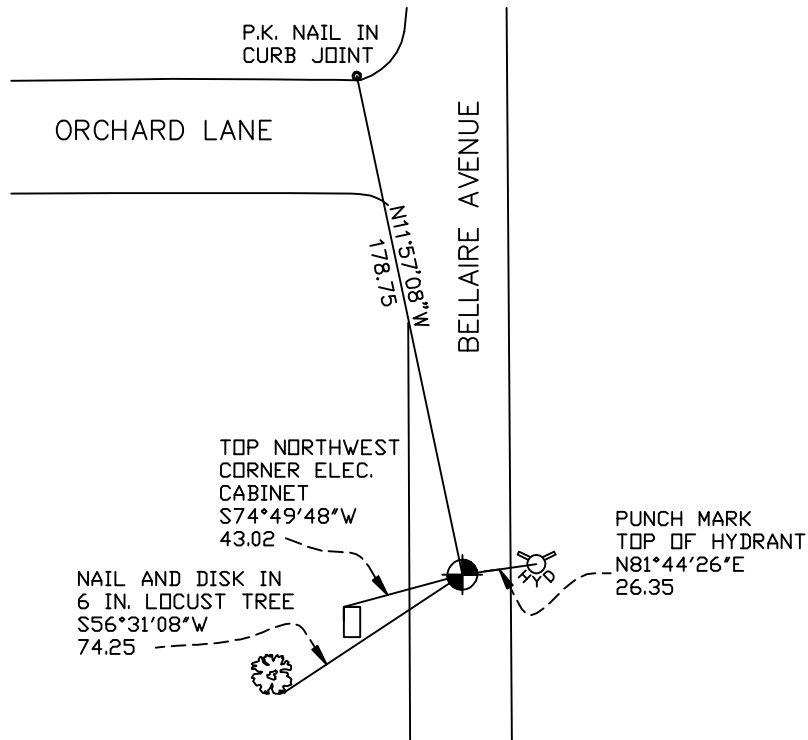 P.K. NAIL IN
CURB JOINT
ORCHARD LANE
BELLAIRE AVENUE
N11°57'08"W
178.75
TOP NORTHWEST
CORNER ELEC.
CABINET
S74°49'48"W
43.02
PUNCH MARK
TOP OF HYDRANT
N81°44'26"E
26.35
HYD
NAIL AND DISK IN
6 IN. LOCUST TREE
S56°31'08"W
74.25